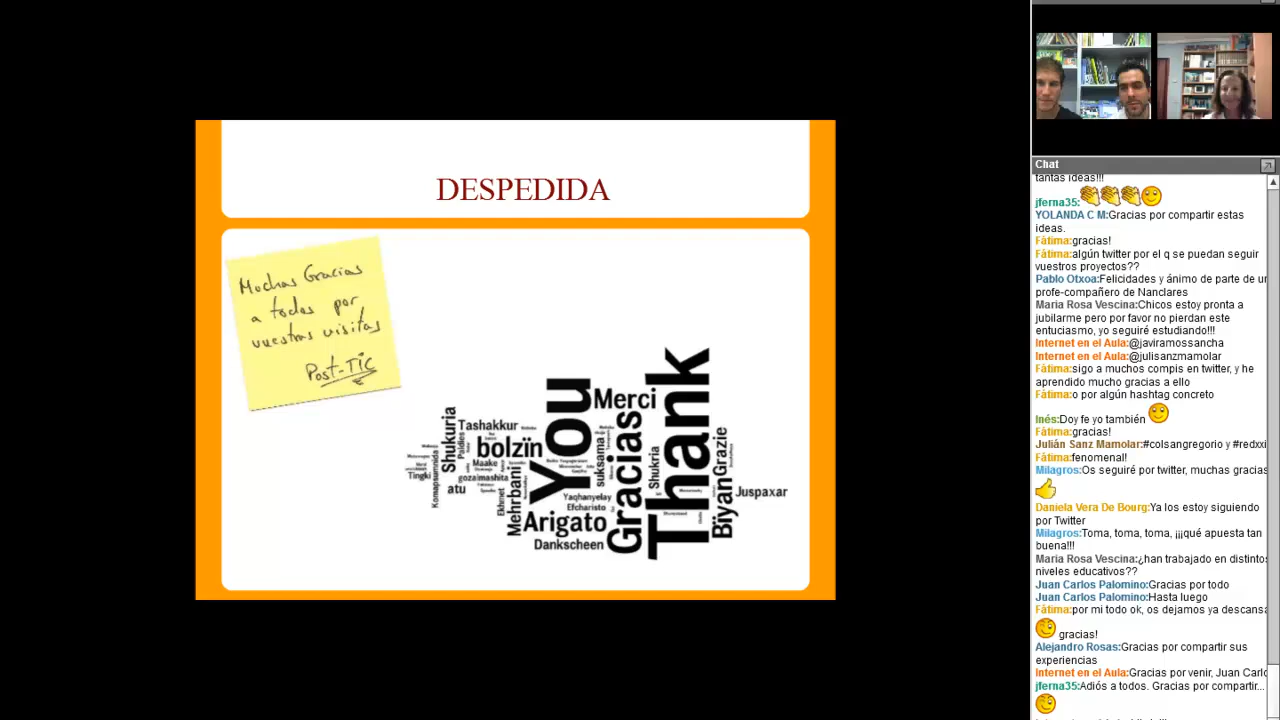 DESPEDIDA
Muchas Gracias
a todos por
vuestras visitas
Post-TIC
Thank
You
Gracias
Merci
Arigato
bolzïn
Shukuria
Tashakkur
Mehrbani
Dankscheen
Biyan
Grazie
Juspaxar
Shukria
suksama
Yaqhanyelay
Efcharisto
gozaimashita
Maake
atu
Tingki
Komapsumnida
Paldies
Ekhmet
Chat
tantas ideas!!!
jferna35:
YOLANDA C M:Gracias por compartir estas
ideas.
Fátima:gracias!
Fátima:algún twitter por el q se puedan seguir
vuestros proyectos??
Pablo Otxoa:Felicidades y ánimo de parte de un
profe-compañero de Nanclares
Maria Rosa Vescina:Chicos estoy pronta a
jubilarme pero por favor no pierdan este
entuciasmo, yo seguiré estudiando!!!
Internet en el Aula:@javiramossancha
Internet en el Aula:@julisanzmamolar
Fátima:sigo a muchos compis en twitter, y he
aprendido mucho gracias a ello
Fátima:o por algún hashtag concreto
Inés:Doy fe yo también
Fátima:gracias!
Julián Sanz Mamolar:#colsangregorio y #redxxi
Fátima:fenomenal!
Milagros:Os seguiré por twitter, muchas gracias
Daniela Vera De Bourg:Ya los estoy siguiendo
por Twitter
Milagros:Toma, toma, toma, ¡¡¡qué apuesta tan
buena!!!
Maria Rosa Vescina:¿han trabajado en distintos
niveles educativos??
Juan Carlos Palomino:Gracias por todo
Juan Carlos Palomino:Hasta luego
Fátima:por mi todo ok, os dejamos ya descansa
gracias!
Alejandro Rosas:Gracias por compartir sus
experiencias
Internet en el Aula:Gracias por venir, Juan Carlo
jferna35:Adiós a todos. Gracias por compartir...